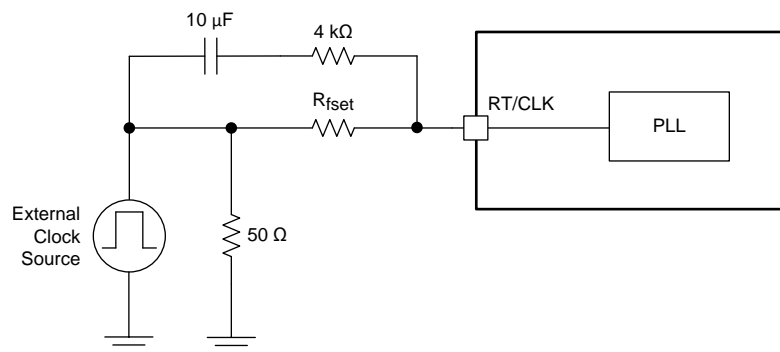 10 µF
4 kΩ
Rfset
RT/CLK
PLL
External
Clock
Source
50 Ω